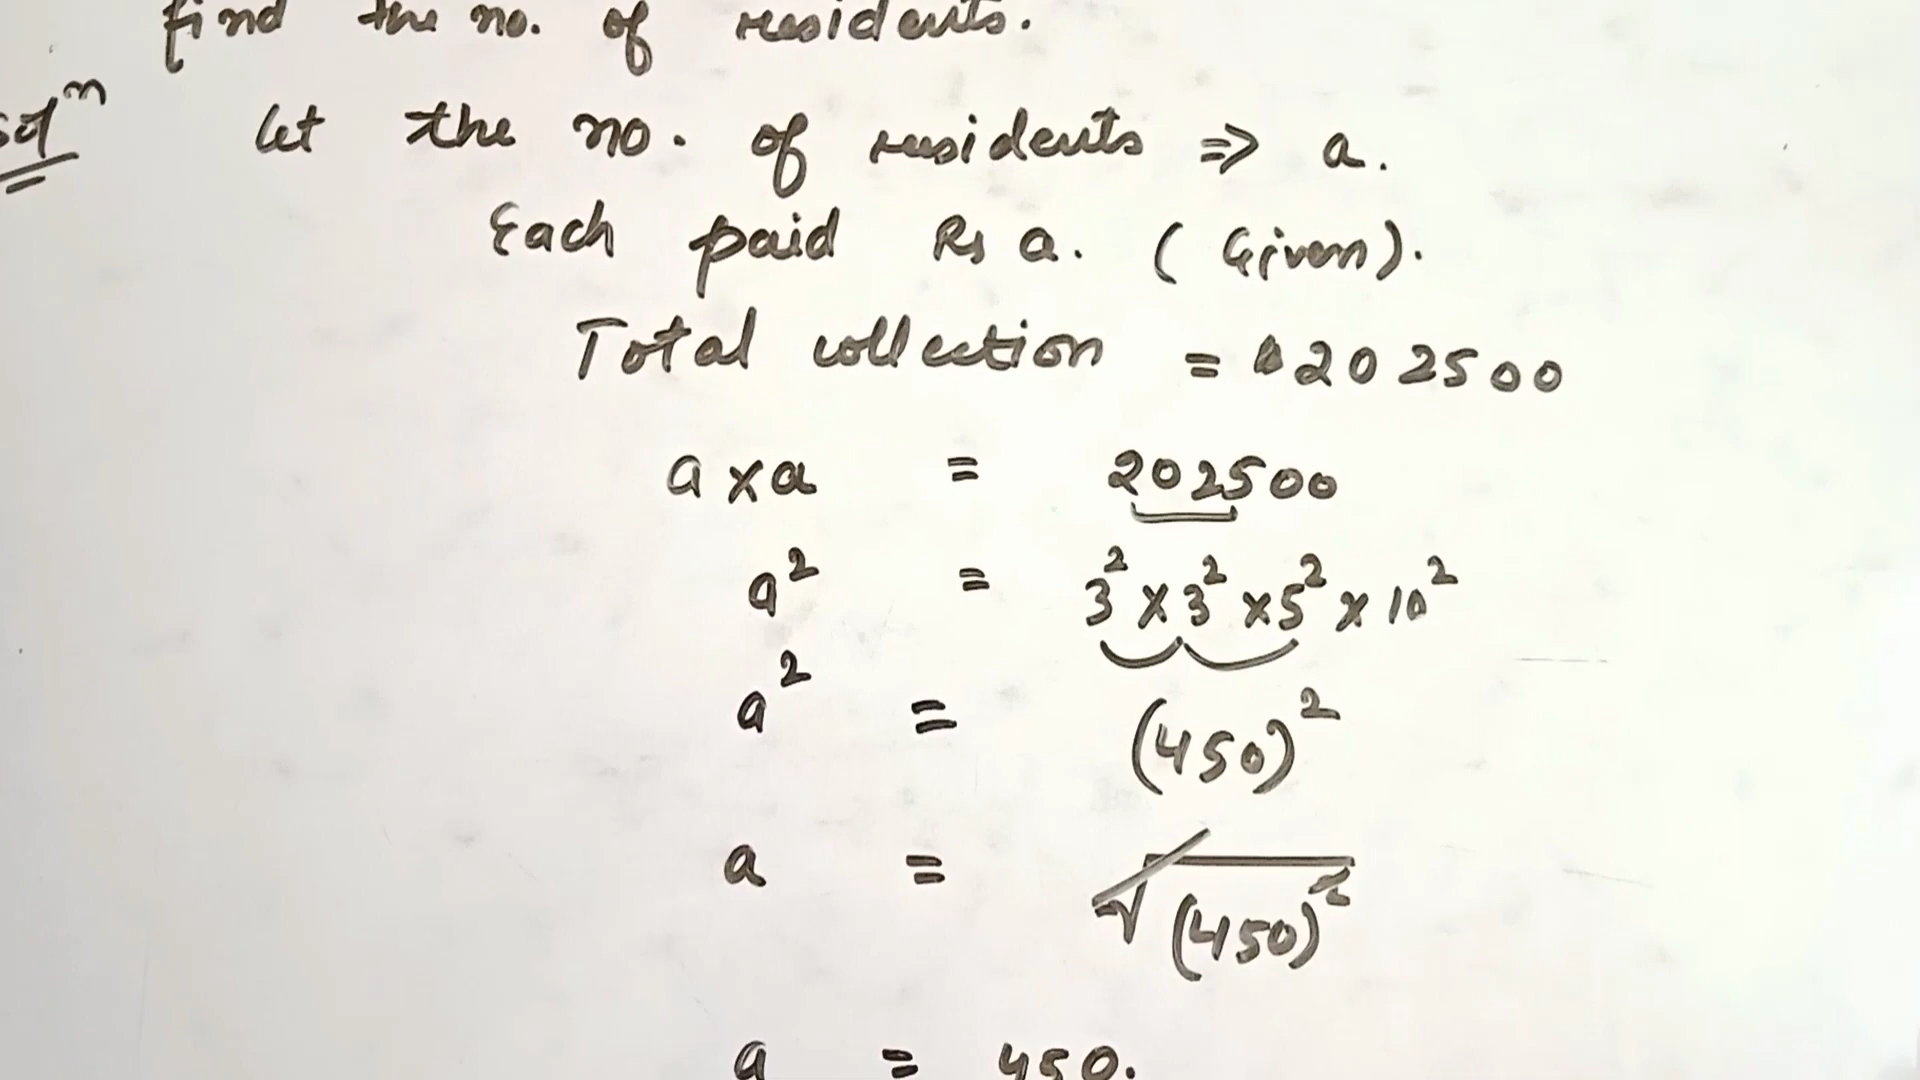 find the no. of residents.
Solⁿ Let the no. of residents ⇒ a.
Each paid Rs a. (Given).
Total collection = 202500
a x a = 202500
a² = 3² x 3² x 5² x 10²
a² = (450)²
a = √(450)²
a = 450.